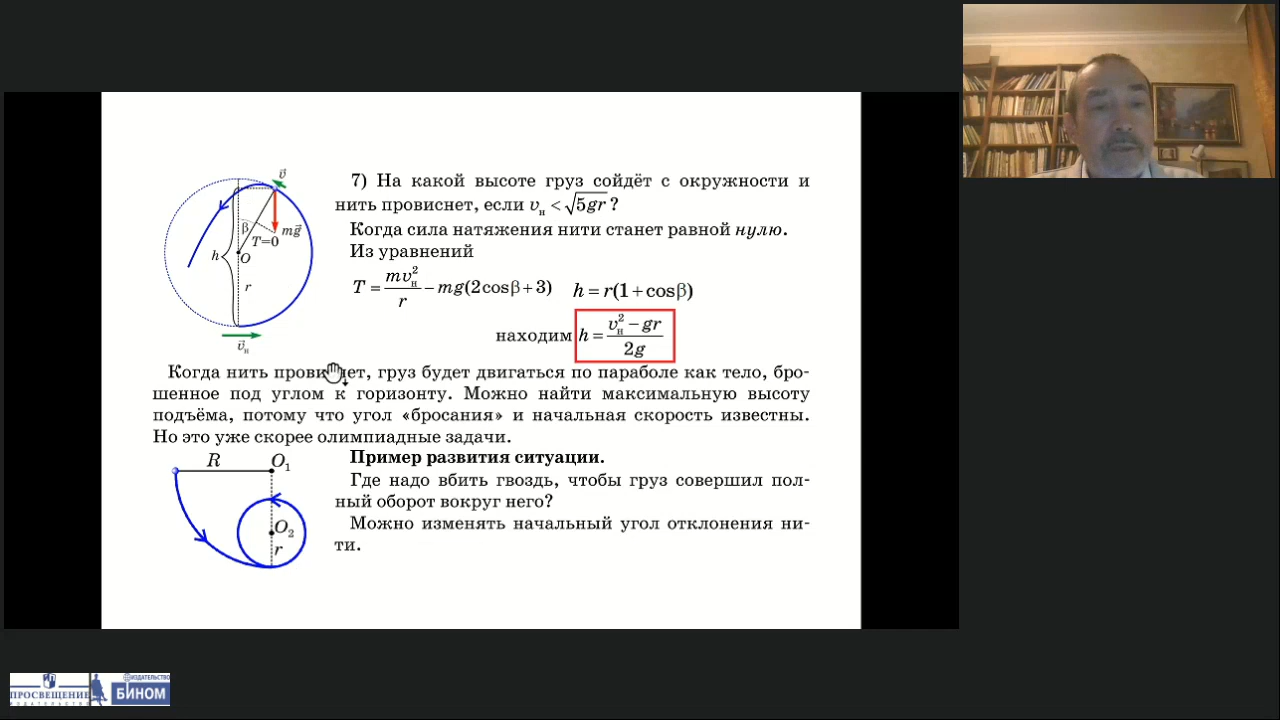 7) На какой высоте груз сойдёт с окружности и
нить провиснет, если vн < √5gr ?
Когда сила натяжения нити станет равной нулю.
Из уравнений
T = mvн²/r − mg(2cosβ + 3) h = r(1 + cosβ)
находим h = (vн² − gr)/2g
v⃗
β
mg⃗
T=0
h
O
r
v⃗н
Когда нить провиснет, груз будет двигаться по параболе как тело, бро-
шенное под углом к горизонту. Можно найти максимальную высоту
подъёма, потому что угол «бросания» и начальная скорость известны.
Но это уже скорее олимпиадные задачи.
R O₁
O₂
r
Пример развития ситуации.
Где надо вбить гвоздь, чтобы груз совершил пол-
ный оборот вокруг него?
Можно изменять начальный угол отклонения ни-
ти.
ПРОСВЕЩЕНИЕ
ИЗДАТЕЛЬСТВО
ИЗДАТЕЛЬСТВО
БИНОМ